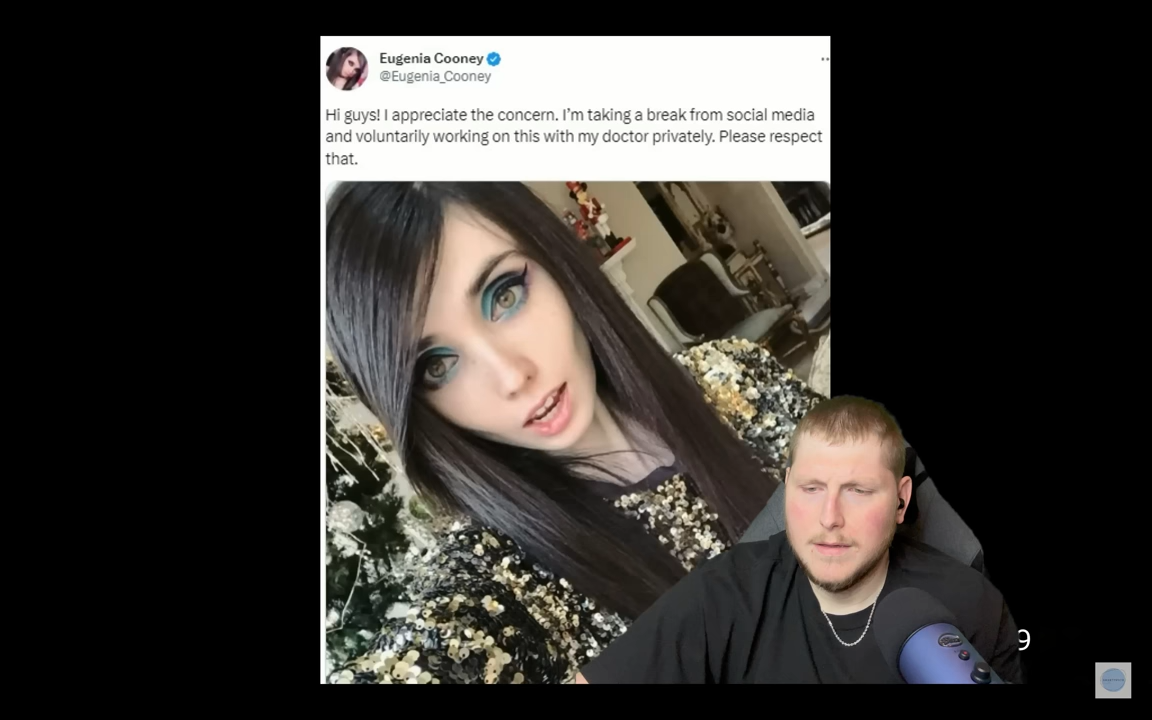 Eugenia Cooney
@Eugenia_Cooney
Hi guys! I appreciate the concern. I'm taking a break from social media
and voluntarily working on this with my doctor privately. Please respect
that.
9